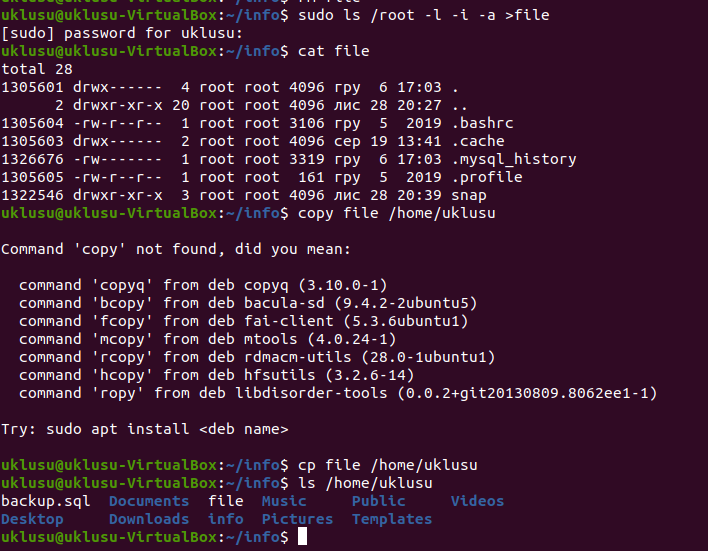 uklusu@uklusu-VirtualBox:~/info$ sudo ls /root -l -i -a >file
[sudo] password for uklusu:
uklusu@uklusu-VirtualBox:~/info$ cat file
total 28
1305601 drwx------  4 root root 4096 гру  6 17:03 .
      2 drwxr-xr-x 20 root root 4096 лис 28 20:27 ..
1305604 -rw-r--r--  1 root root 3106 гру  5  2019 .bashrc
1305603 drwx------  2 root root 4096 сер 19 13:41 .cache
1326676 -rw-------  1 root root 3319 гру  6 17:03 .mysql_history
1305605 -rw-r--r--  1 root root  161 гру  5  2019 .profile
1322546 drwxr-xr-x  3 root root 4096 лис 28 20:39 snap
uklusu@uklusu-VirtualBox:~/info$ copy file /home/uklusu
Command 'copy' not found, did you mean:
  command 'copyq' from deb copyq (3.10.0-1)
  command 'bcopy' from deb bacula-sd (9.4.2-2ubuntu5)
  command 'fcopy' from deb fai-client (5.3.6ubuntu1)
  command 'mcopy' from deb mtools (4.0.24-1)
  command 'rcopy' from deb rdmacm-utils (28.0-1ubuntu1)
  command 'hcopy' from deb hfsutils (3.2.6-14)
  command 'ropy' from deb libdisorder-tools (0.0.2+git20130809.8062ee1-1)
Try: sudo apt install <deb name>
uklusu@uklusu-VirtualBox:~/info$ cp file /home/uklusu
uklusu@uklusu-VirtualBox:~/info$ ls /home/uklusu
backup.sql  Documents  file  Music     Public     Videos
Desktop     Downloads  info  Pictures  Templates
uklusu@uklusu-VirtualBox:~/info$